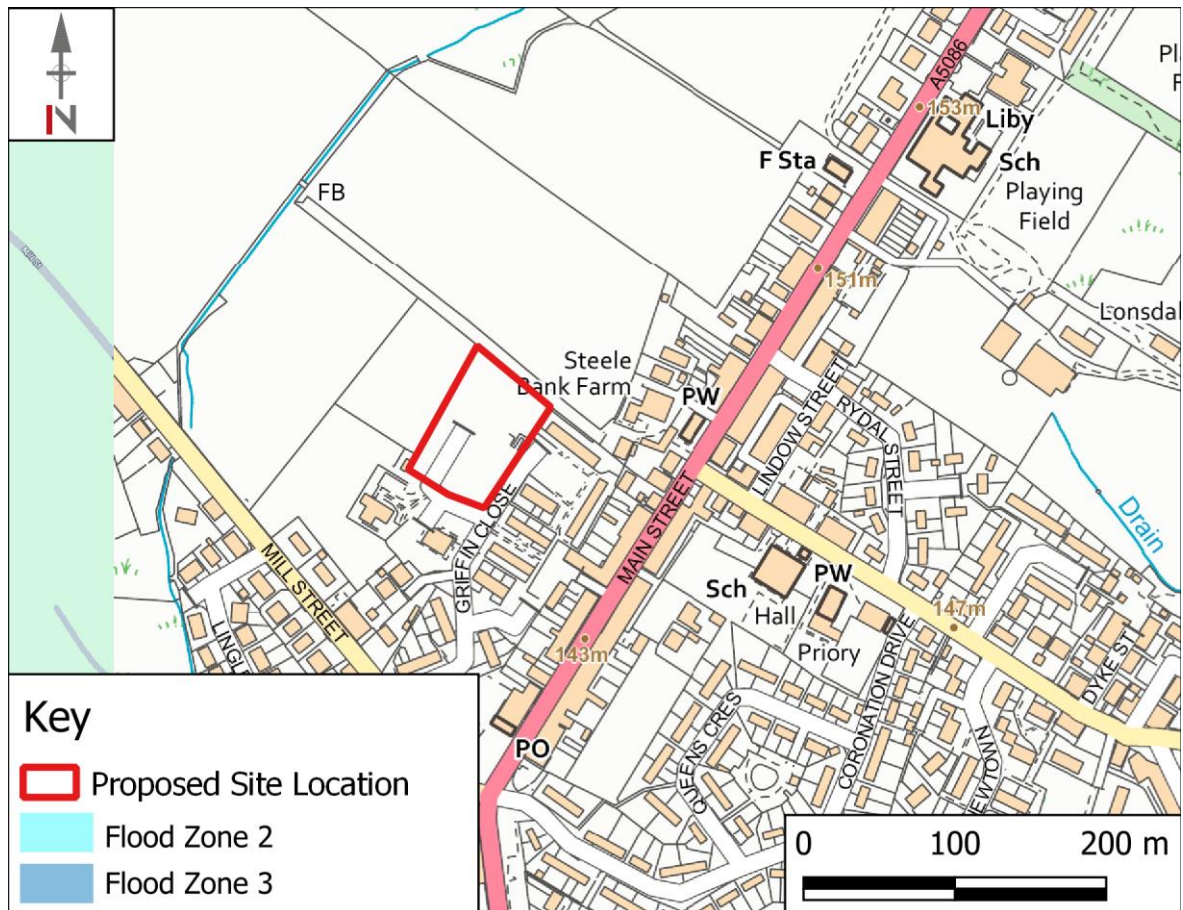 N
A5086
153m
Liby
F Sta
Sch
Playing
Field
FB
151m
Lonsdal
Mill St
Steele
Bank Farm
PW
LINDOW STREET
RYDAL STREET
MAIN STREET
GRIFFIN CLOSE
MILL STREET
Drain
Sch
Hall
PW
147m
Priory
143m
CORONATION DRIVE
DYKE ST
QUEENS CRES
PO
Key
Proposed Site Location
Flood Zone 2
Flood Zone 3
0 100 200 m